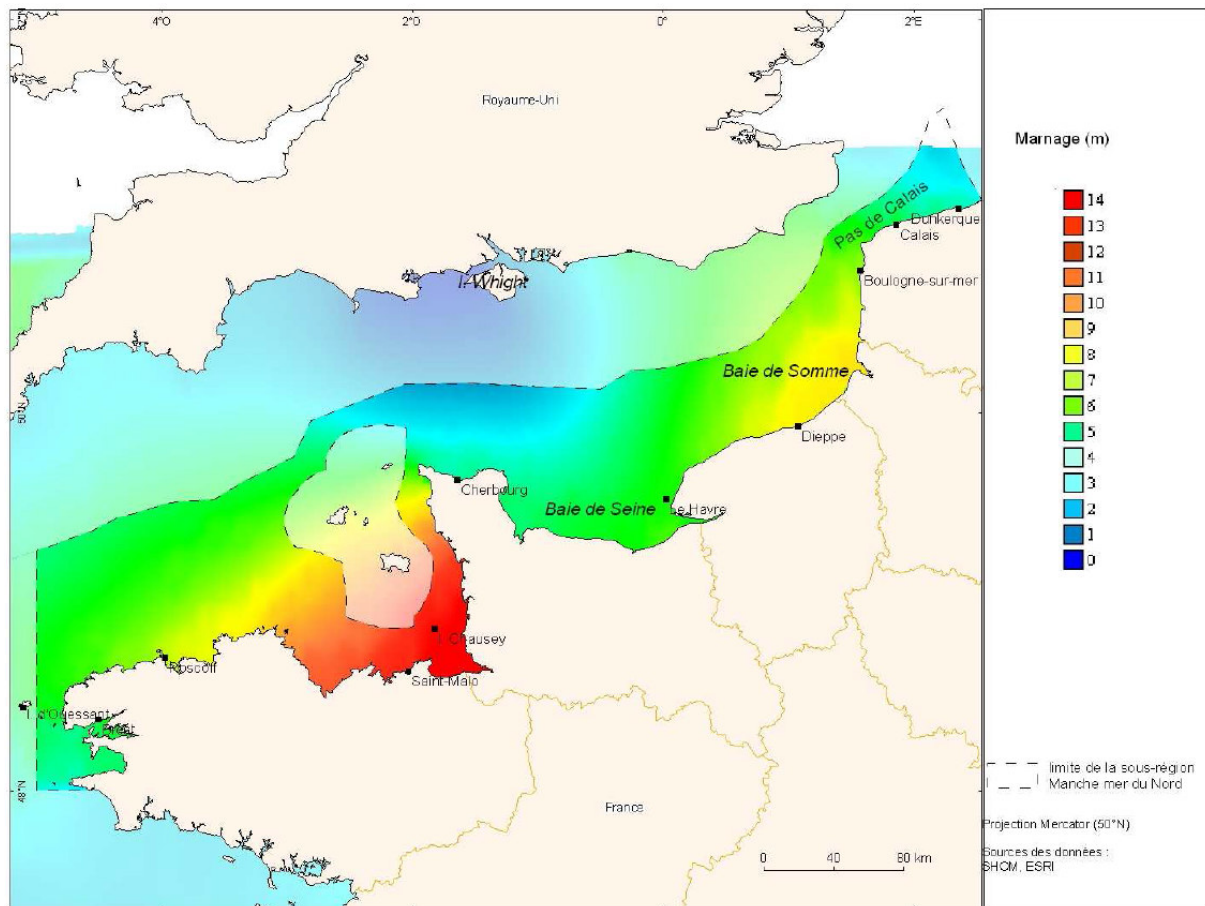 4°O
2°O
0°
2°E
52°N
Royaume-Uni
Marnage (m)
14
13
12
11
10
9
8
7
6
5
4
3
2
1
0
Pas de Calais
Dunkerque
Calais
I. Whight
Boulogne-sur-mer
Baie de Somme
50°N
Dieppe
Cherbourg
Baie de Seine
Le Havre
I. Chausey
Roscoff
Saint-Malo
I. d'Ouessant
Brest
48°N
France
limite de la sous-région
Manche mer du Nord
Projection Mercator (50°N)
0 40 80 km
Sources des données :
SHOM, ESRI